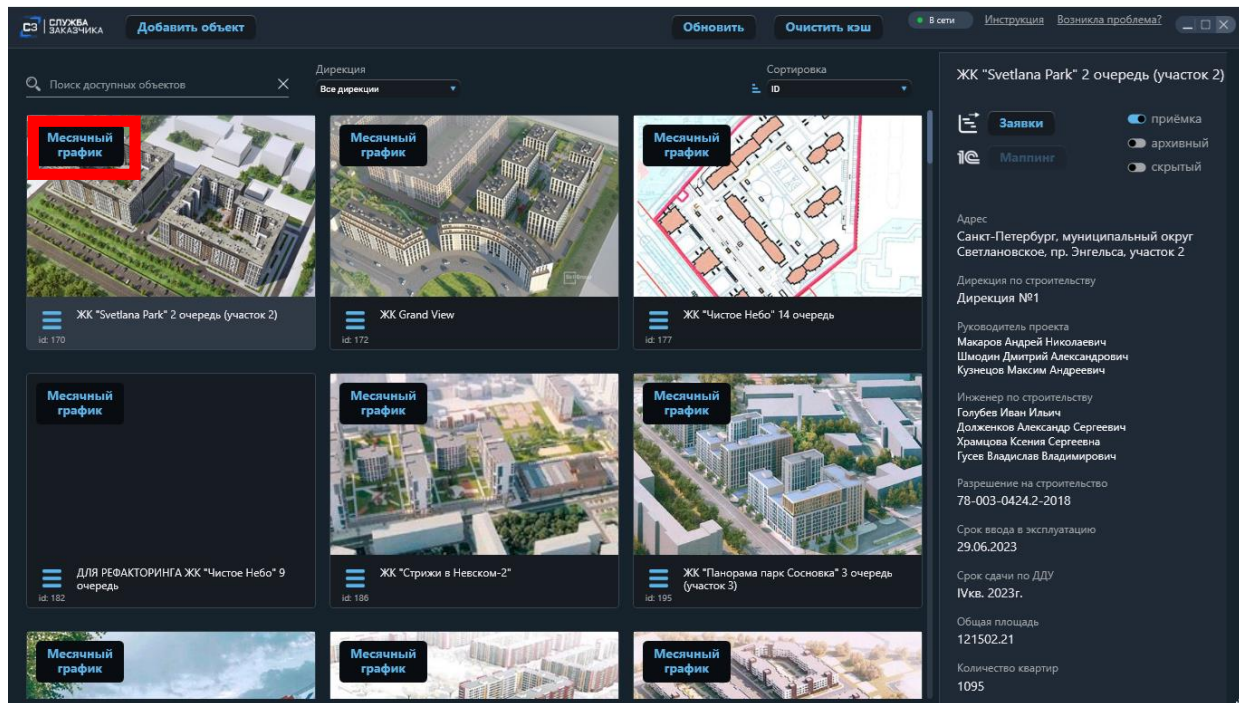 СЗ СЛУЖБА
ЗАКАЗЧИКА
Добавить объект
Обновить
Очистить кэш
В сети
Инструкция
Возникла проблема?
Поиск доступных объектов
Дирекция
Все дирекции
Сортировка
ID
Месячный
график
ЖК "Svetlana Park" 2 очередь (участок 2)
id: 170
Месячный
график
ЖК Grand View
id: 172
Месячный
график
ЖК "Чистое Небо" 14 очередь
id: 177
Месячный
график
ДЛЯ РЕФАКТОРИНГА ЖК "Чистое Небо" 9
очередь
id: 182
Месячный
график
ЖК "Стрижи в Невском-2"
id: 186
Месячный
график
ЖК "Панорама парк Сосновка" 3 очередь
(участок 3)
id: 195
Месячный
график
Месячный
график
Месячный
график
ЖК "Svetlana Park" 2 очередь (участок 2)
Заявки
приёмка
архивный
1С
Маппинг
скрытый
Адрес
Санкт-Петербург, муниципальный округ
Светлановское, пр. Энгельса, участок 2
Дирекция по строительству
Дирекция №1
Руководитель проекта
Макаров Андрей Николаевич
Шмодин Дмитрий Александрович
Кузнецов Максим Андреевич
Инженер по строительству
Голубев Иван Ильич
Долженков Александр Сергеевич
Храмцова Ксения Сергеевна
Гусев Владислав Владимирович
Разрешение на строительство
78-003-0424.2-2018
Срок ввода в эксплуатацию
29.06.2023
Срок сдачи по ДДУ
IVкв. 2023г.
Общая площадь
121502.21
Количество квартир
1095